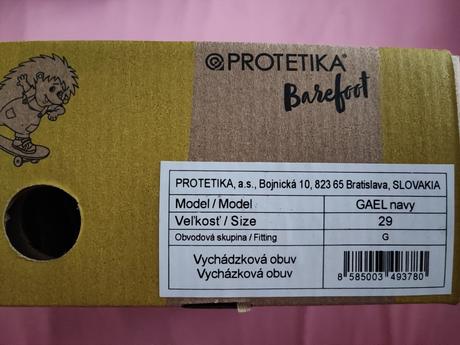 PROTETIKA®
Barefoot
PROTETIKA, a.s., Bojnická 10, 823 65 Bratislava, SLOVAKIA
Model / Model GAEL navy
Veľkosť / Size 29
Obvodová skupina / Fitting G
Vychádzková obuv
Vycházková obuv
8 585003 493780